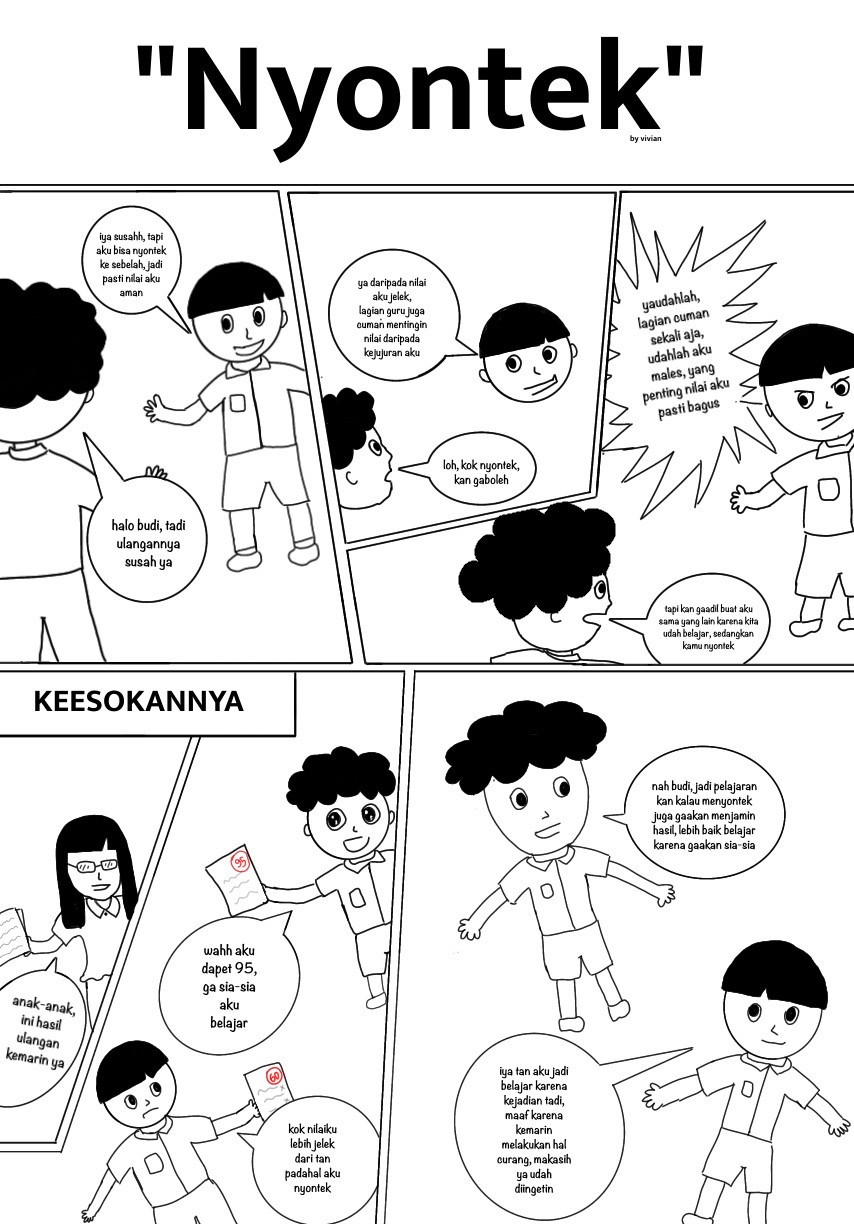 "Nyontek"
by vivian
iya susahh, tapi
aku bisa nyontek
ke sebelah, jadi
pasti nilai aku
aman
halo budi, tadi
ulangannya
susah ya
ya daripada nilai
aku jelek,
lagian guru juga
cuman mentingin
nilai daripada
kejujuran aku
loh, kok nyontek,
kan gaboleh
yaudahlah,
lagian cuman
sekali aja,
udahlah aku
males, yang
penting nilai aku
pasti bagus
tapi kan gaadil buat aku
sama yang lain karena kita
udah belajar, sedangkan
kamu nyontek
KEESOKANNYA
anak-anak,
ini hasil
ulangan
kemarin ya
95
wahh aku
dapet 95,
ga sia-sia
aku
belajar
60
kok nilaiku
lebih jelek
dari tan
padahal aku
nyontek
nah budi, jadi pelajaran
kan kalau menyontek
juga gaakan menjamin
hasil, lebih baik belajar
karena gaakan sia-sia
iya tan aku jadi
belajar karena
kejadian tadi,
maaf karena
kemarin
melakukan hal
curang, makasih
ya udah
diingetin